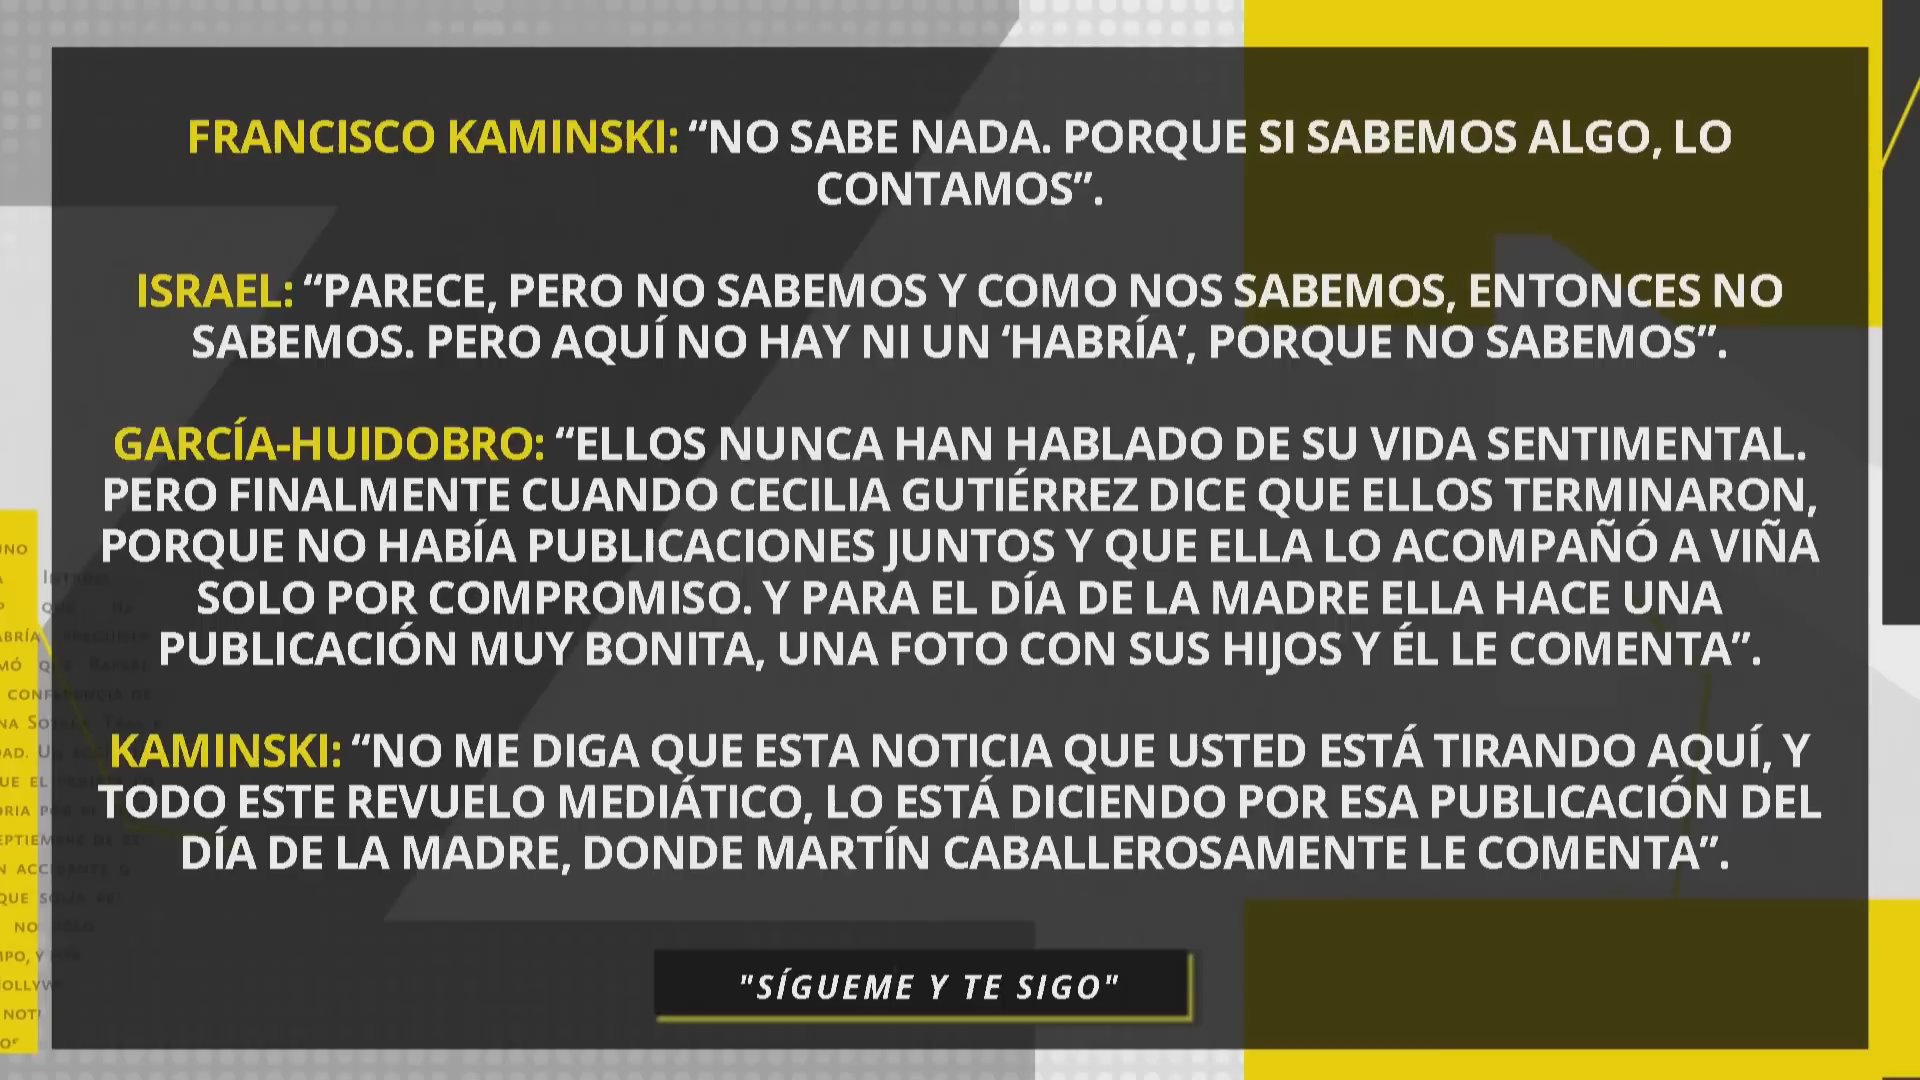 FRANCISCO KAMINSKI: “NO SABE NADA. PORQUE SI SABEMOS ALGO, LO
CONTAMOS”.
ISRAEL: “PARECE, PERO NO SABEMOS Y COMO NOS SABEMOS, ENTONCES NO
SABEMOS. PERO AQUÍ NO HAY NI UN ‘HABRÍA’, PORQUE NO SABEMOS”.
GARCÍA-HUIDOBRO: “ELLOS NUNCA HAN HABLADO DE SU VIDA SENTIMENTAL.
PERO FINALMENTE CUANDO CECILIA GUTIÉRREZ DICE QUE ELLOS TERMINARON,
PORQUE NO HABÍA PUBLICACIONES JUNTOS Y QUE ELLA LO ACOMPAÑÓ A VIÑA
SOLO POR COMPROMISO. Y PARA EL DÍA DE LA MADRE ELLA HACE UNA
PUBLICACIÓN MUY BONITA, UNA FOTO CON SUS HIJOS Y ÉL LE COMENTA”.
KAMINSKI: “NO ME DIGA QUE ESTA NOTICIA QUE USTED ESTÁ TIRANDO AQUÍ, Y
TODO ESTE REVUELO MEDIÁTICO, LO ESTÁ DICIENDO POR ESA PUBLICACIÓN DEL
DÍA DE LA MADRE, DONDE MARTÍN CABALLEROSAMENTE LE COMENTA”.
"SÍGUEME Y TE SIGO"